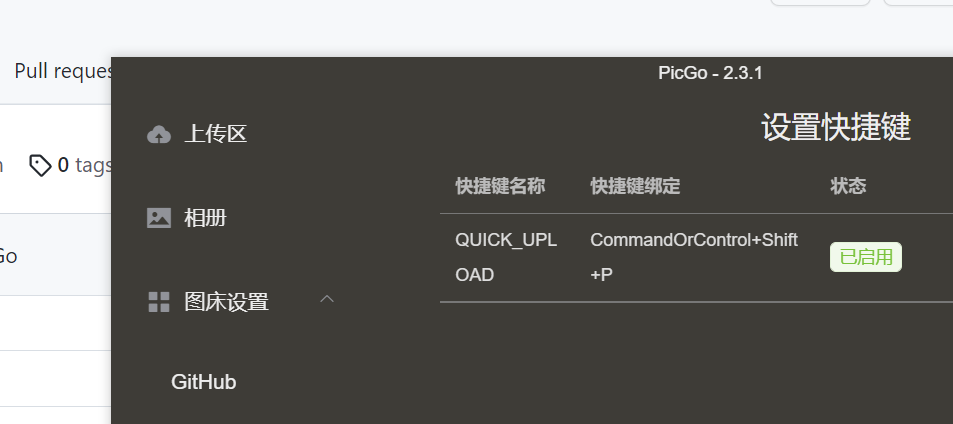 Pull reques
PicGo - 2.3.1
上传区
设置快捷键
0 tags
快捷键名称 快捷键绑定 状态
相册
QUICK_UPL CommandOrControl+Shift
OAD +P
已启用
Go
图床设置
GitHub